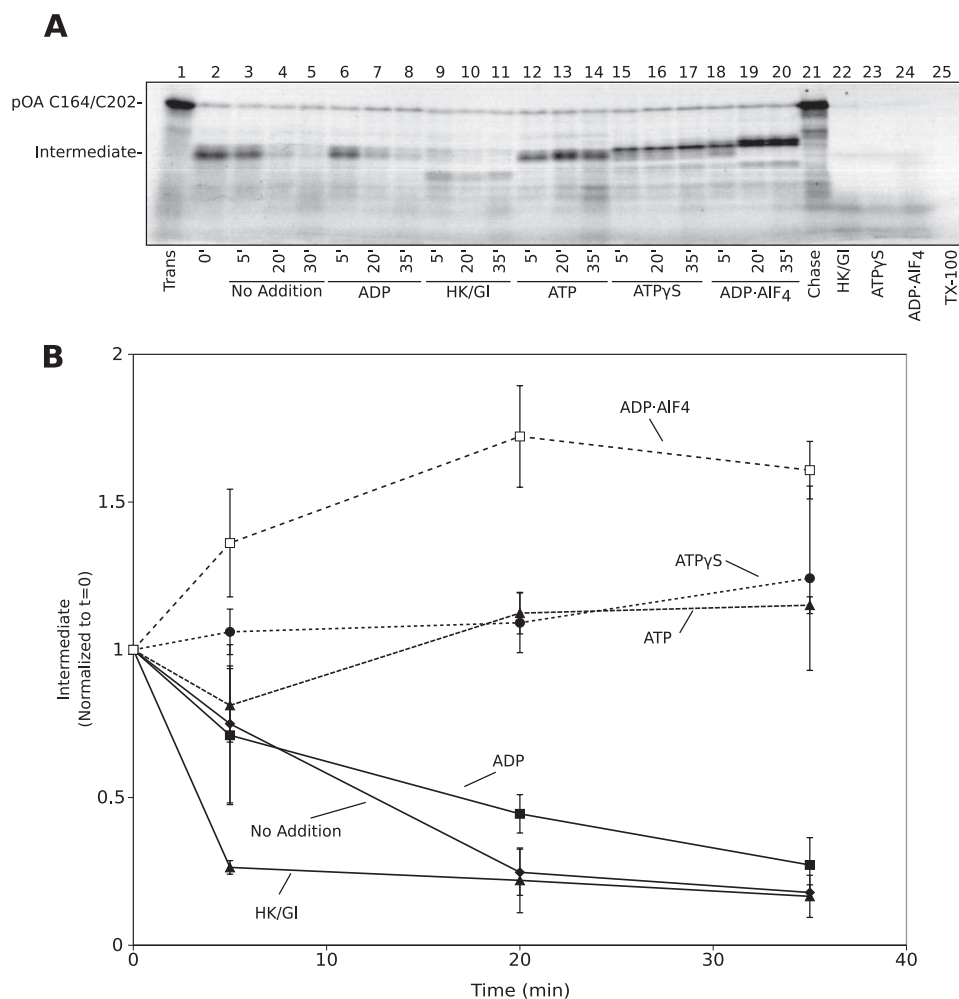 A
1 2 3 4 5 6 7 8 9 10 11 12 13 14 15 16 17 18 19 20 21 22 23 24 25
pOA C164/C202-
Intermediate-
Trans 0' 5' 20' 30' 5' 20' 35' 5' 20' 35' 5' 20' 35' 5' 20' 35' 5' 20' 35' Chase HK/Gl ATPγS ADP·AlF4 TX-100
No Addition ADP HK/Gl ATP ATPγS ADP·AlF4
B
2
1.5
1
0.5
0
Intermediate
(Normalized to t=0)
ADP·AlF4
ATPγS
ATP
ADP
No Addition
HK/Gl
0 10 20 30 40
Time (min)